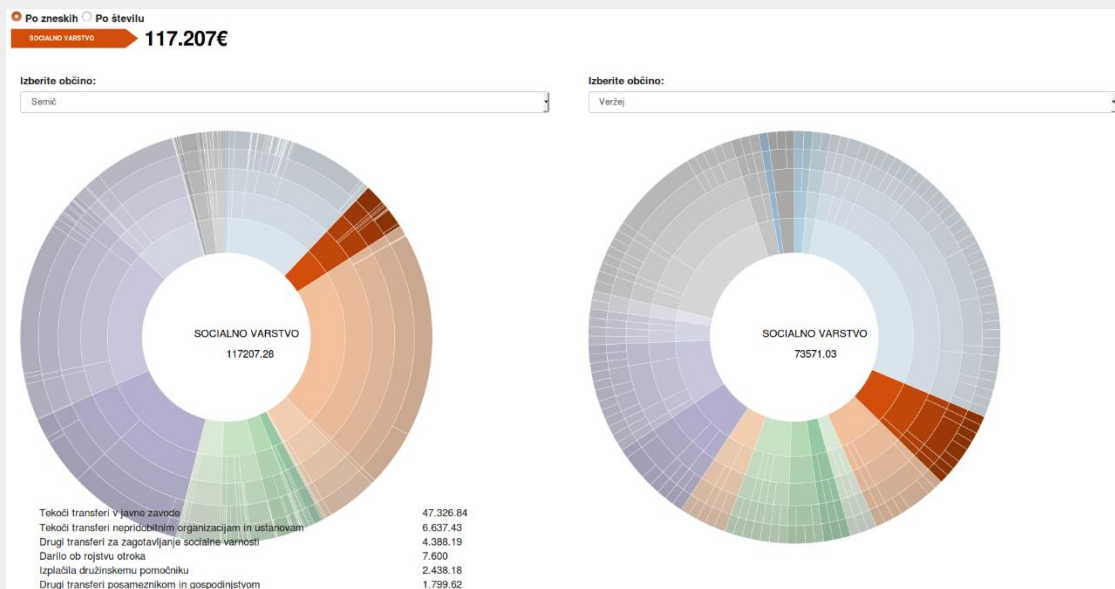 Po zneskih Po številu
SOCIALNO VARSTVO 117.207€
Izberite občino:
Semič
Izberite občino:
Veržej
SOCIALNO VARSTVO
117207.28
SOCIALNO VARSTVO
73571.03
Tekoči transferi v javne zavode 47.326.84
Tekoči transferi nepridobitnim organizacijam in ustanovam 6.637.43
Drugi transferi za zagotavljanje socialne varnosti 4.388.19
Darilo ob rojstvu otroka 7.600
Izplačila družinskemu pomočniku 2.438.18
Drugi transferi posameznikom in gospodinjstvom 1.799.62